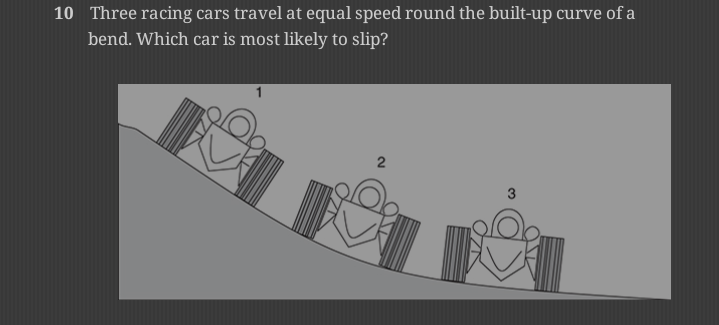 10 Three racing cars travel at equal speed round the built-up curve of a
bend. Which car is most likely to slip?
1
2
3